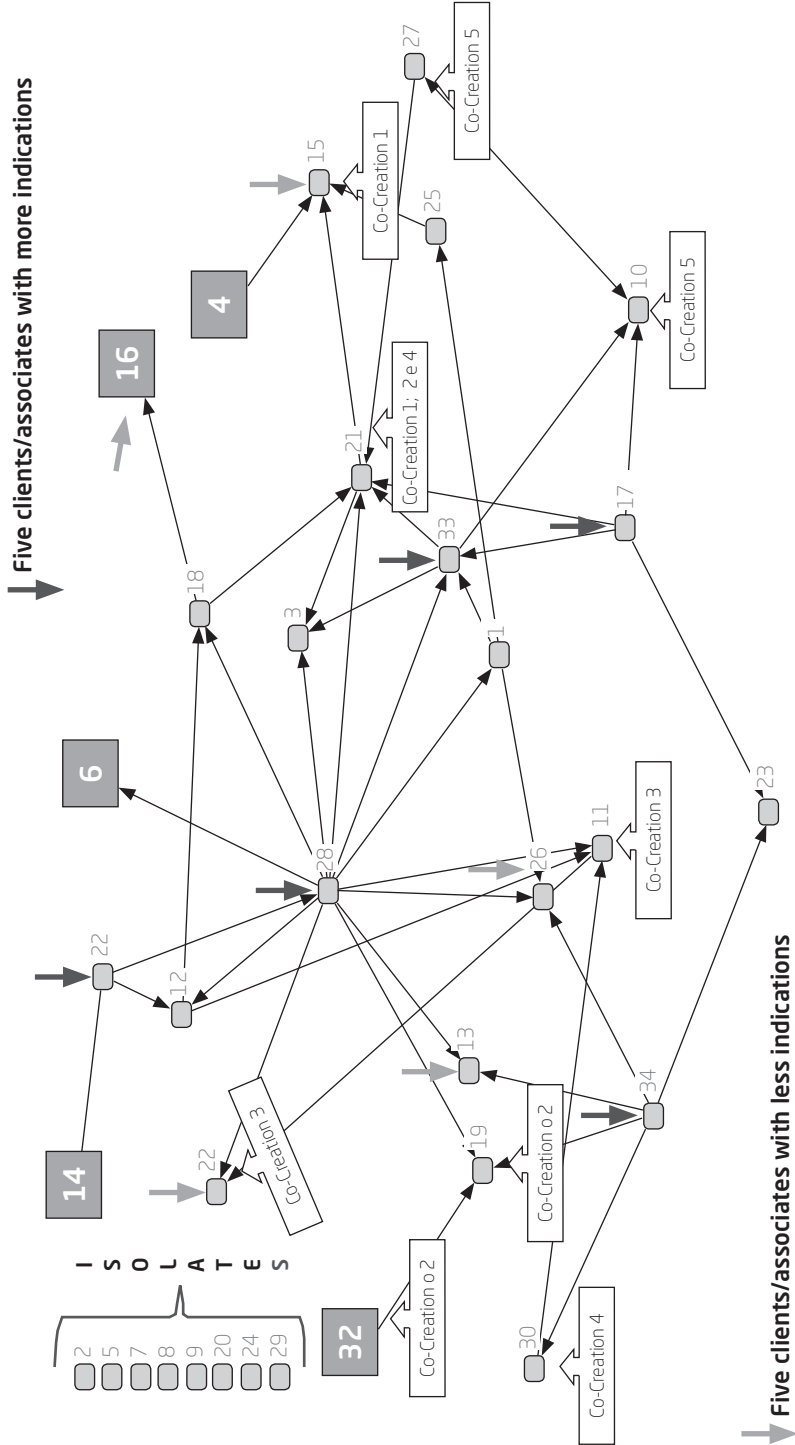 Five clients/associates with more indications
27
15
Co-Creation 5
Co-Creation 1
25
4
16
10
Co-Creation 5
21
Co-Creation 1; 2 e 4
18
33
17
3
1
6
28
26
11
23
Co-Creation 3
22
12
14
13
34
22
Co-Creation 3
19
Co-Creation o 2
ISOLATES
2
5
7
8
9
20
24
29
32
Co-Creation o 2
30
Co-Creation 4
Five clients/associates with less indications